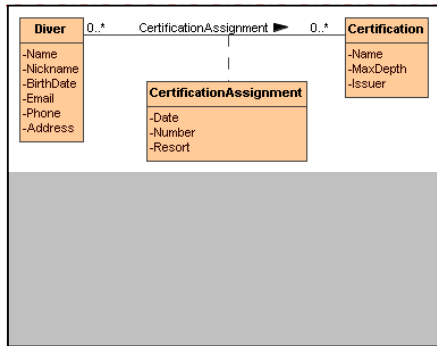 Diver
-Name
-Nickname
-BirthDate
-Email
-Phone
-Address
0..* CertificationAssignment 0..*
CertificationAssignment
-Date
-Number
-Resort
Certification
-Name
-MaxDepth
-Issuer